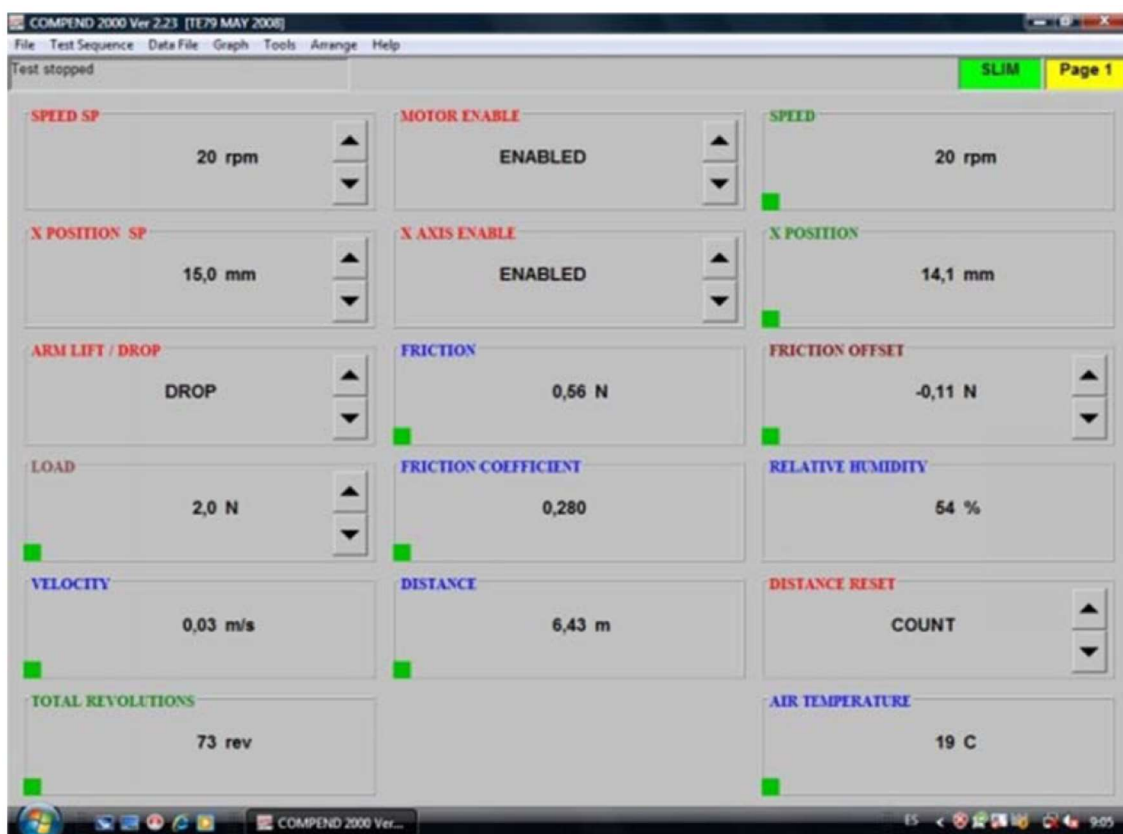 COMPEND 2000 Ver 2.23 [TE79 MAY 2008]
File Test Sequence Data File Graph Tools Arrange Help
Test stopped SLIM Page 1
SPEED SP MOTOR ENABLE SPEED
20 rpm ENABLED 20 rpm
X POSITION SP X AXIS ENABLE X POSITION
15,0 mm ENABLED 14,1 mm
ARM LIFT / DROP FRICTION FRICTION OFFSET
DROP 0,56 N -0,11 N
LOAD FRICTION COEFFICIENT RELATIVE HUMIDITY
2,0 N 0,280 54 %
VELOCITY DISTANCE DISTANCE RESET
0,03 m/s 6,43 m COUNT
TOTAL REVOLUTIONS AIR TEMPERATURE
73 rev 19 C
COMPEND 2000 Ver... ES 9:05